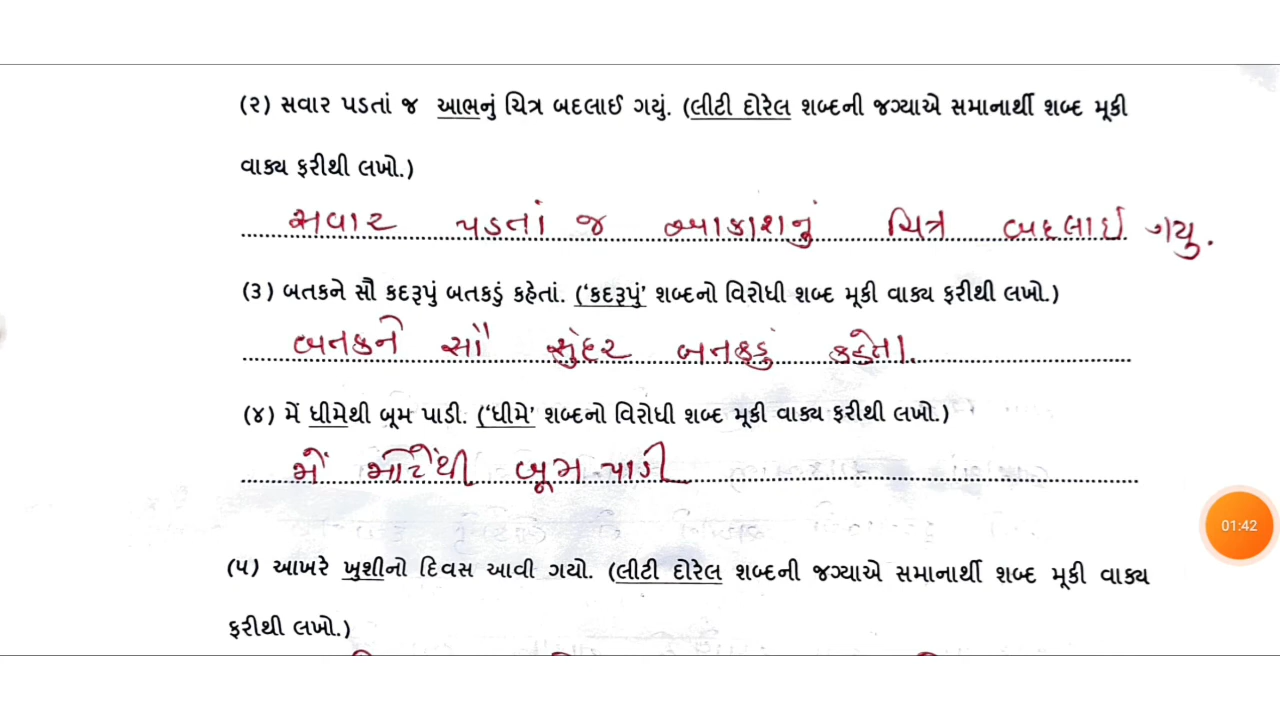 (૨) સવાર પડતાં જ આભનું ચિત્ર બદલાઈ ગયું. (લીટી દોરેલ શબ્દની જગ્યાએ સમાનાર્થી શબ્દ મૂકી
વાક્ય ફરીથી લખો.)
સવાર પડતાં જ આકાશનું ચિત્ર બદલાઈ ગયુ.
(૩) બતકને સૌ કદરૂપું બતકડું કહેતાં. ('કદરૂપું' શબ્દનો વિરોધી શબ્દ મૂકી વાક્ય ફરીથી લખો.)
બતકને સૌ સુંદર બતકડું કહેતા.
(૪) મેં ધીમેથી બૂમ પાડી. ('ધીમે' શબ્દનો વિરોધી શબ્દ મૂકી વાક્ય ફરીથી લખો.)
મેં મોટેથી બૂમ પાડી
01:42
(૫) આખરે ખુશીનો દિવસ આવી ગયો. (લીટી દોરેલ શબ્દની જગ્યાએ સમાનાર્થી શબ્દ મૂકી વાક્ય
ફરીથી લખો.)